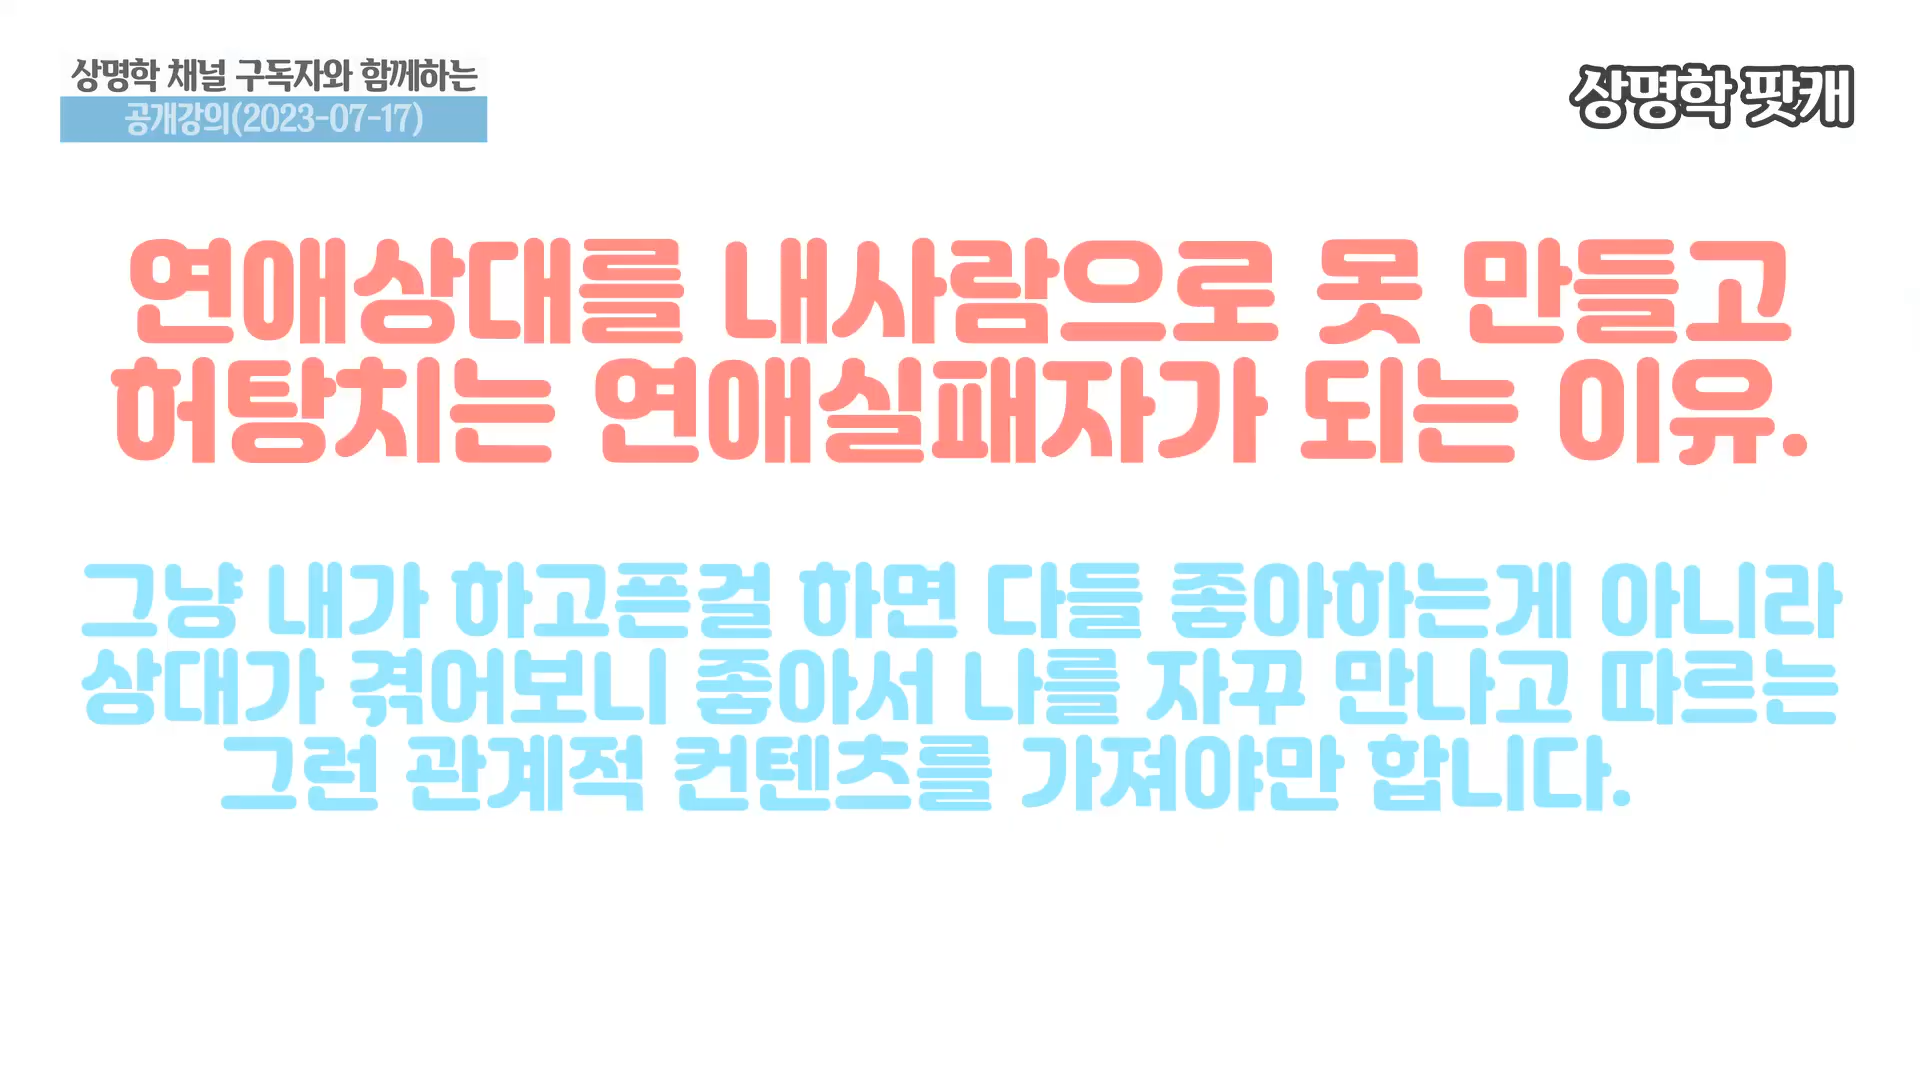 상명학 채널 구독자와 함께하는
공개강의(2023-07-17)
상명학 팟캐
연애상대를 내사람으로 못 만들고
허탕치는 연애실패자가 되는 이유.
그냥 내가 하고픈걸 하면 다들 좋아하는게 아니라
상대가 겪어보니 좋아서 나를 자꾸 만나고 따르는
그런 관계적 컨텐츠를 가져야만 합니다.